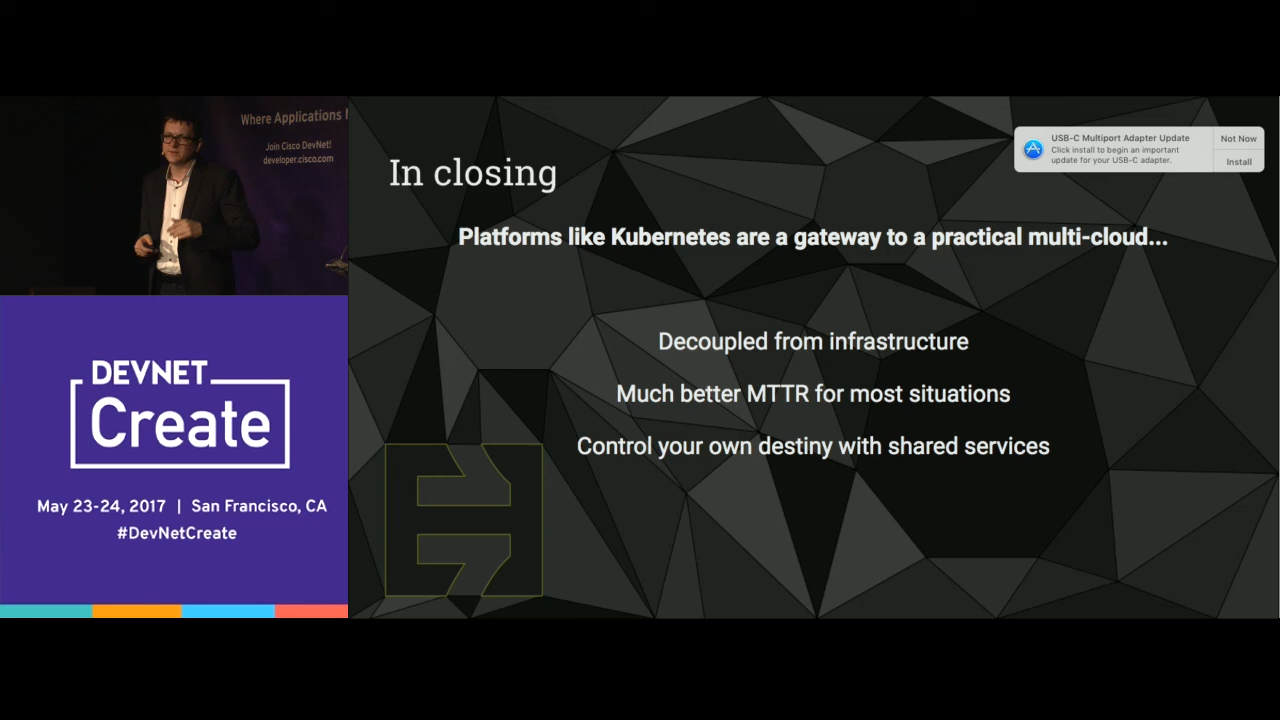 Where Applications
Join Cisco DevNet!
developer.cisco.com
DEVNET
Create
May 23-24, 2017 | San Francisco, CA
#DevNetCreate
In closing
Platforms like Kubernetes are a gateway to a practical multi-cloud...
Decoupled from infrastructure
Much better MTTR for most situations
Control your own destiny with shared services
USB-C Multiport Adapter Update
Click install to begin an important
update for your USB-C adapter.
Not Now
Install